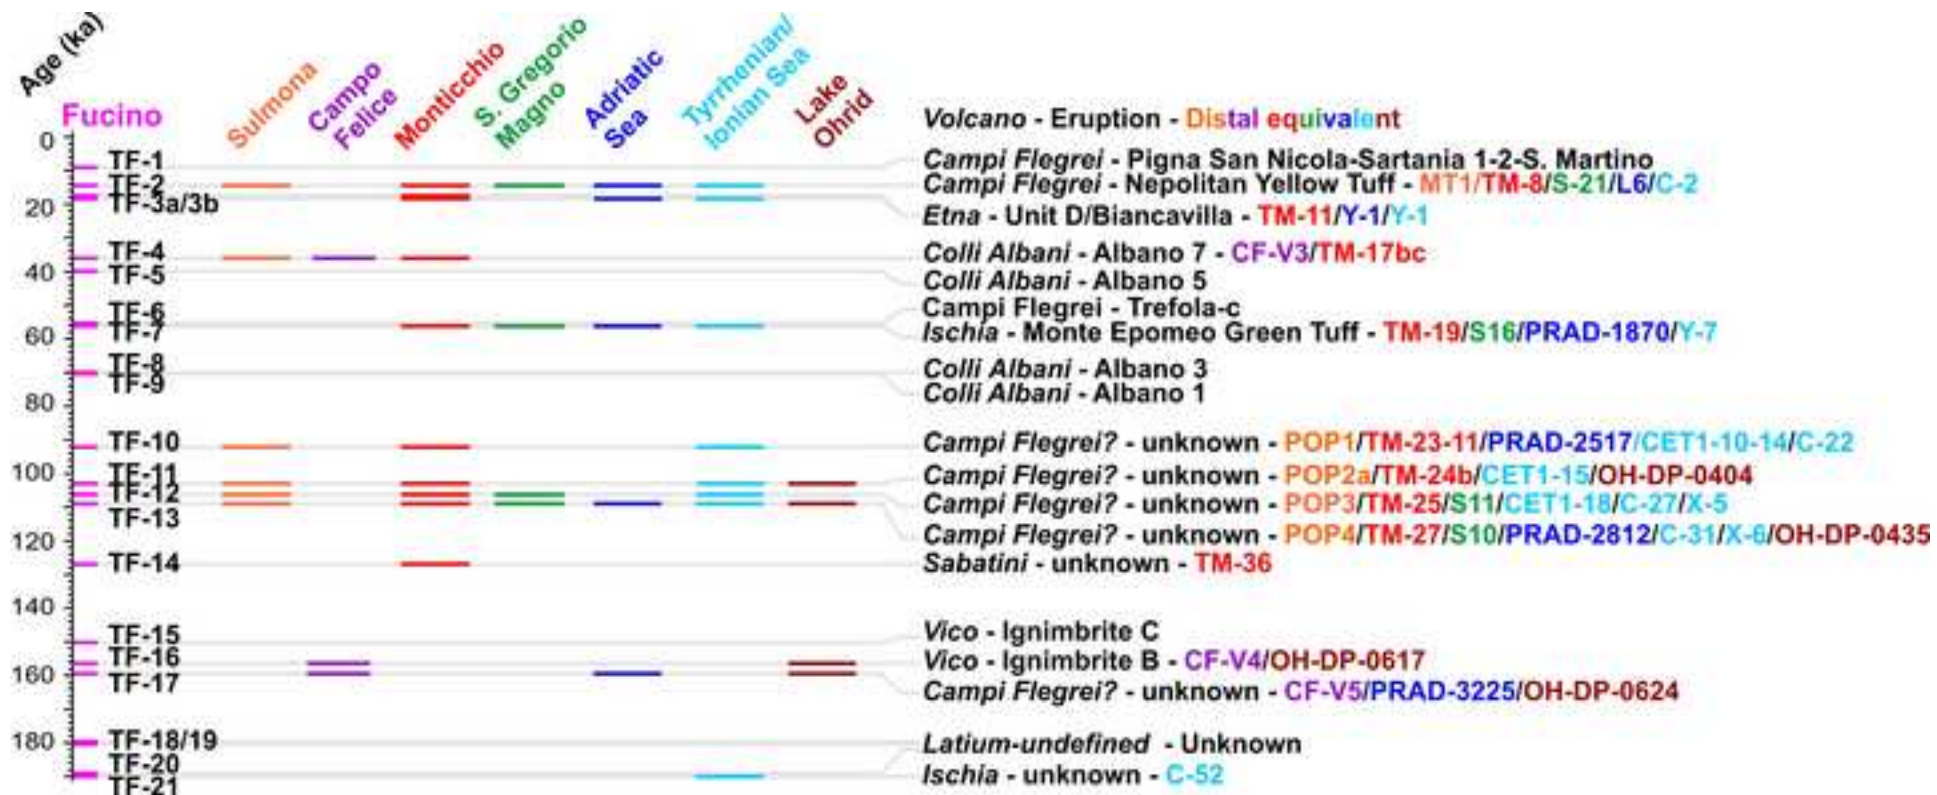 Age (ka)
Fucino
Sulmona
Campo
Felice
Monticchio
S. Gregorio
Magno
Adriatic
Sea
Tyrrhenian/
Ionian Sea
Lake
Ohrid
Volcano - Eruption - Distal equivalent
0
20
40
60
80
100
120
140
160
180
TF-1
TF-2
TF-3a/3b
TF-4
TF-5
TF-6
TF-7
TF-8
TF-9
TF-10
TF-11
TF-12
TF-13
TF-14
TF-15
TF-16
TF-17
TF-18/19
TF-20
TF-21
Campi Flegrei - Pigna San Nicola-Sartania 1-2-S. Martino
Campi Flegrei - Nepolitan Yellow Tuff - MT1/TM-8/S-21/L6/C-2
Etna - Unit D/Biancavilla - TM-11/Y-1/Y-1
Colli Albani - Albano 7 - CF-V3/TM-17bc
Colli Albani - Albano 5
Campi Flegrei - Trefola-c
Ischia - Monte Epomeo Green Tuff - TM-19/S16/PRAD-1870/Y-7
Colli Albani - Albano 3
Colli Albani - Albano 1
Campi Flegrei? - unknown - POP1/TM-23-11/PRAD-2517/CET1-10-14/C-22
Campi Flegrei? - unknown - POP2a/TM-24b/CET1-15/OH-DP-0404
Campi Flegrei? - unknown - POP3/TM-25/S11/CET1-18/C-27/X-5
Campi Flegrei? - unknown - POP4/TM-27/S10/PRAD-2812/C-31/X-6/OH-DP-0435
Sabatini - unknown - TM-36
Vico - Ignimbrite C
Vico - Ignimbrite B - CF-V4/OH-DP-0617
Campi Flegrei? - unknown - CF-V5/PRAD-3225/OH-DP-0624
Latium-undefined - Unknown
Ischia - unknown - C-52